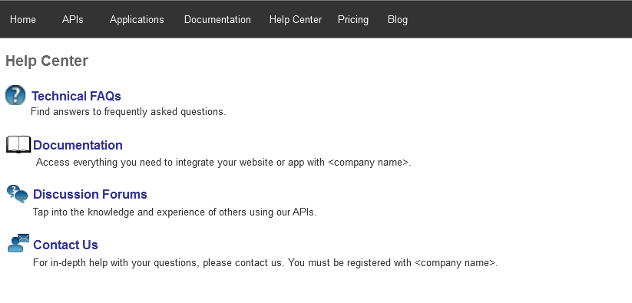 Home APIs Applications Documentation Help Center Pricing Blog
Help Center
Technical FAQs
Find answers to frequently asked questions.
Documentation
Access everything you need to integrate your website or app with <company name>.
Discussion Forums
Tap into the knowledge and experience of others using our APIs.
Contact Us
For in-depth help with your questions, please contact us. You must be registered with <company name>.